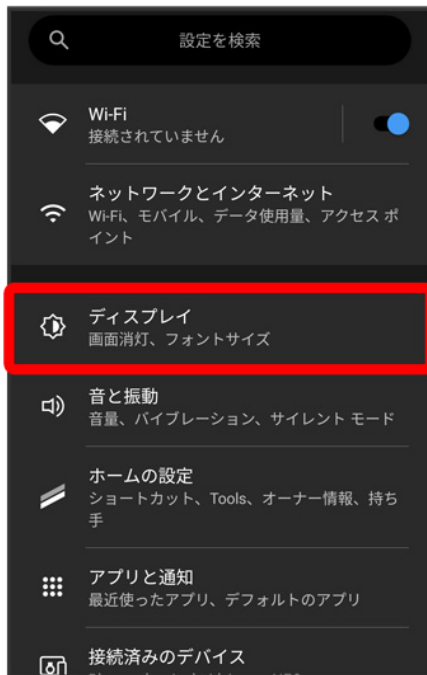 設定を検索
Wi-Fi
接続されていません
ネットワークとインターネット
Wi-Fi、モバイル、データ使用量、アクセス ポ
イント
ディスプレイ
画面消灯、フォントサイズ
音と振動
音量、バイブレーション、サイレント モード
ホームの設定
ショートカット、Tools、オーナー情報、持ち
手
アプリと通知
最近使ったアプリ、デフォルトのアプリ
接続済みのデバイス